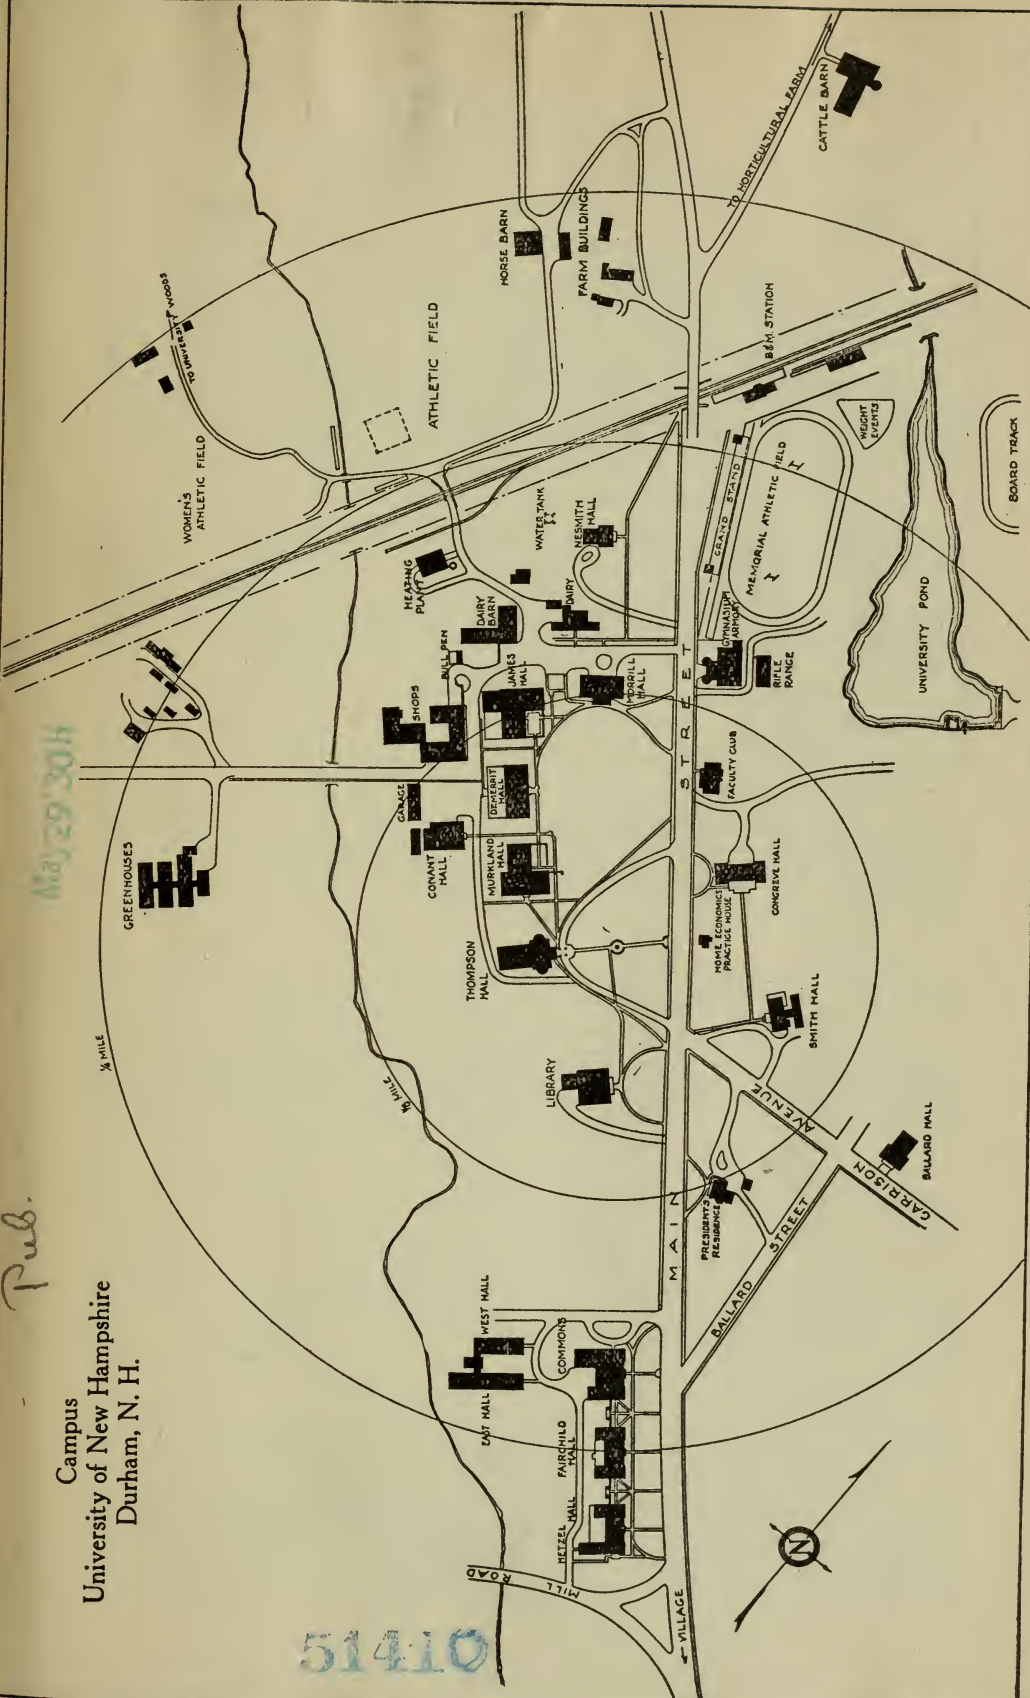 Pub.
Campus
University of New Hampshire
Durham, N. H.
May 29 '30 H
51410
¼ MILE
⅛ MILE
GREENHOUSES
TO UNIVERSITY WOODS
WOMEN'S
ATHLETIC FIELD
ATHLETIC FIELD
HORSE BARN
FARM BUILDINGS
TO HORTICULTURAL FARM
CATTLE BARN
B&M. STATION
WATER TANK
NESMITH
HALL
HEATING
PLANT
DAIRY
BARN
DAIRY
BULL PEN
SHOPS
JAMES
HALL
MORRILL
HALL
GARAGE
DEMERRIT
HALL
CONANT
HALL
MURKLAND
HALL
THOMPSON
HALL
LIBRARY
GRAND STAND
MEMORIAL ATHLETIC FIELD
WEIGHT
EVENTS
BOARD TRACK
UNIVERSITY POND
GYMNASIUM
ARMORY
RIFLE
RANGE
FACULTY CLUB
CONGREVE HALL
HOME ECONOMICS
PRACTICE HOUSE
SMITH HALL
MAIN STREET
GARRISON AVENUE
BALLARD HALL
BALLARD STREET
PRESIDENTS
RESIDENCE
WEST HALL
EAST HALL
COMMONS
FAIRCHILD
HALL
HETZEL HALL
MILL ROAD
VILLAGE
N